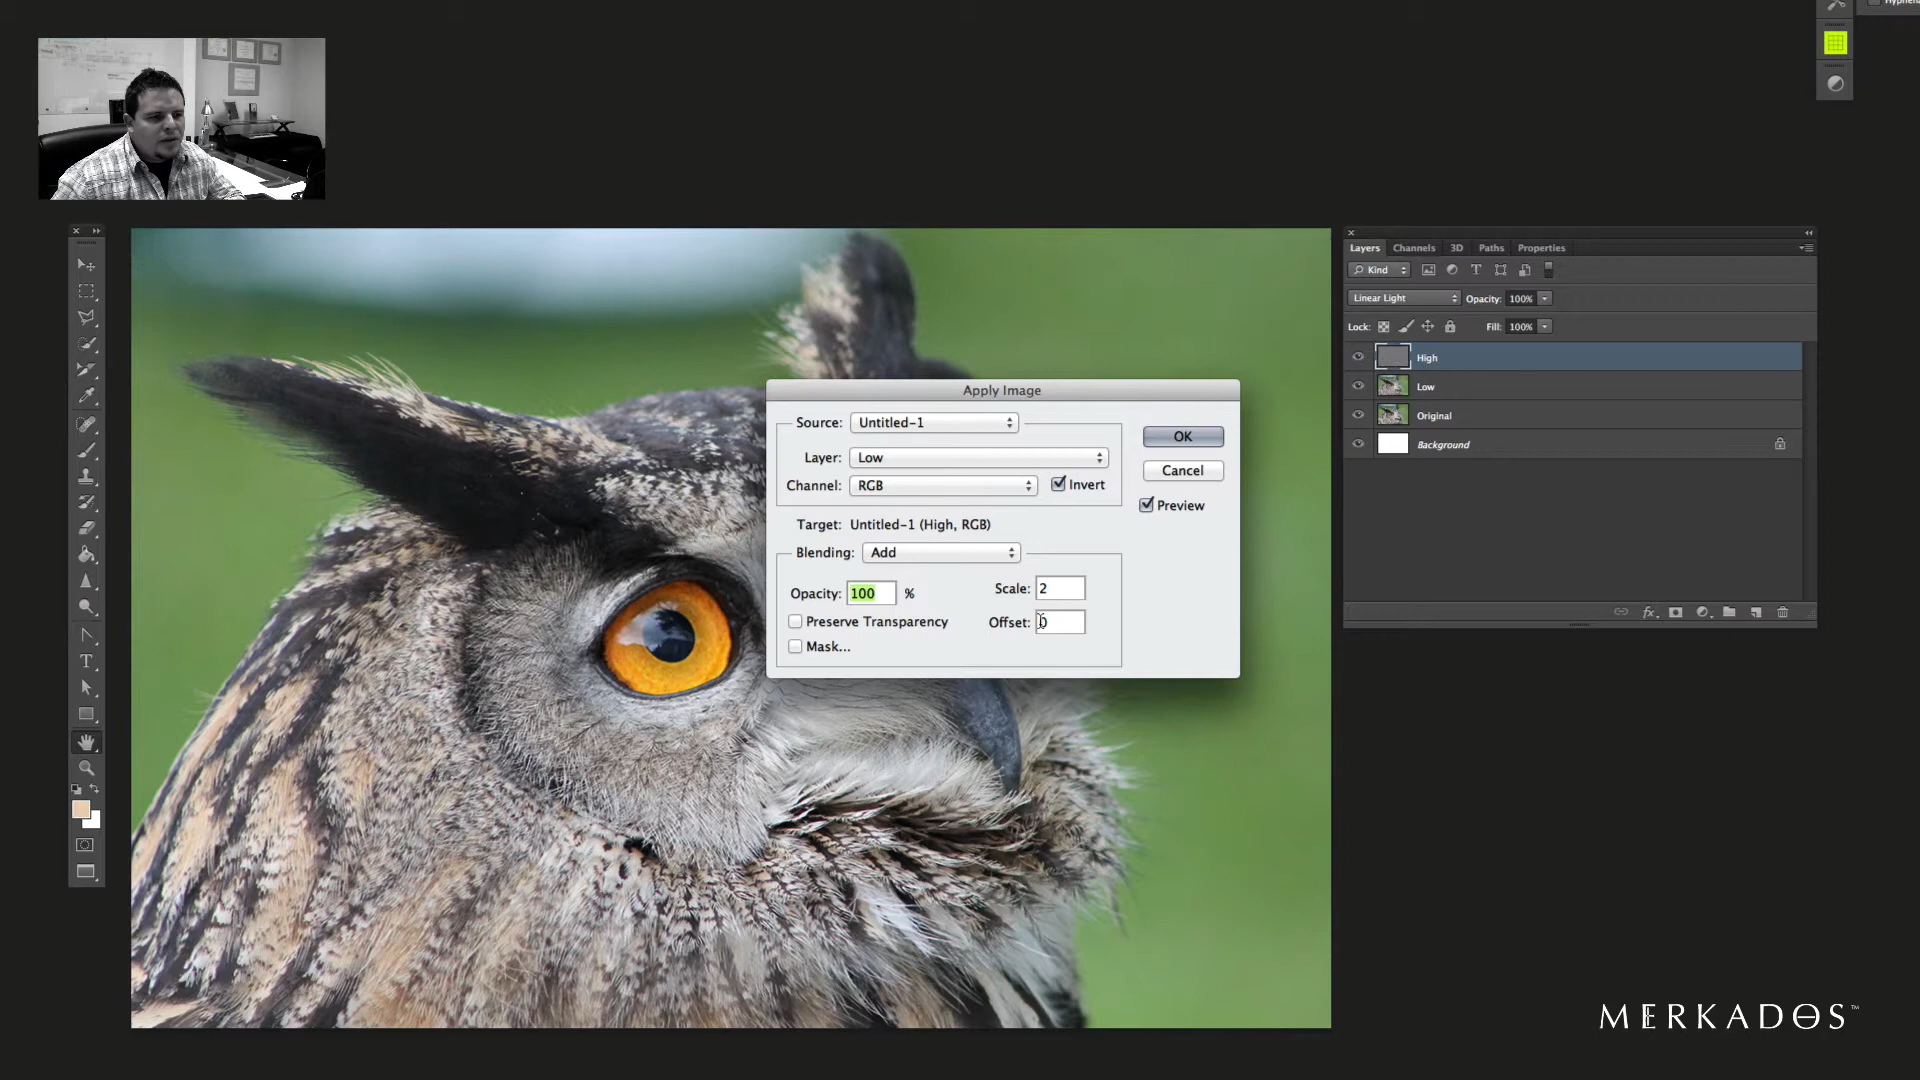 Layers Channels 3D Paths Properties
Kind
Linear Light Opacity: 100%
Lock: Fill: 100%
High
Low
Original
Background
Apply Image
Source: Untitled-1
Layer: Low
Channel: RGB Invert
OK
Cancel
Preview
Target: Untitled-1 (High, RGB)
Blending: Add
Opacity: 100 %
Scale: 2
Preserve Transparency
Offset: 0
Mask...
MERKADOS™